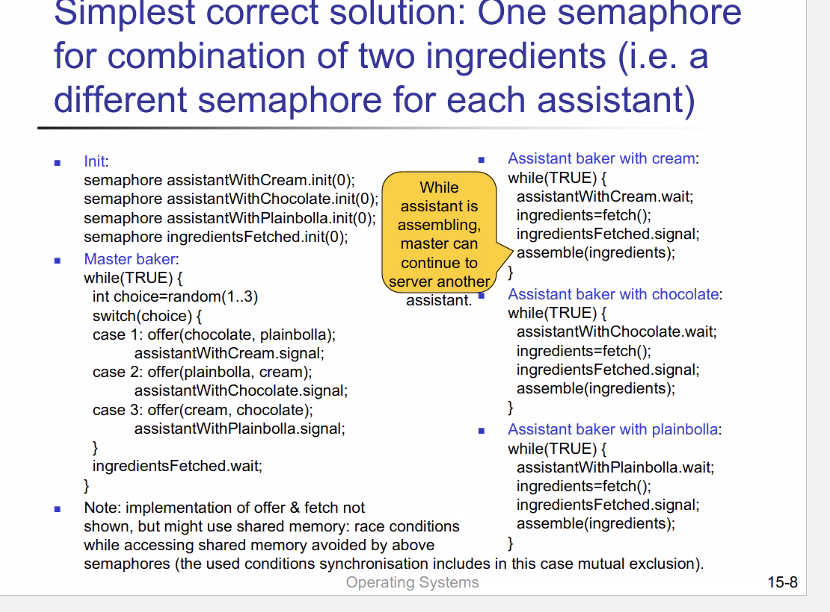 Simplest correct solution: One semaphore
for combination of two ingredients (i.e. a
different semaphore for each assistant)
Init:
semaphore assistantWithCream.init(0);
semaphore assistantWithChocolate.init(0);
semaphore assistantWithPlainbolla.init(0);
semaphore ingredientsFetched.init(0);
Master baker:
while(TRUE) {
int choice=random(1..3)
switch(choice) {
case 1: offer(chocolate, plainbolla);
assistantWithCream.signal;
case 2: offer(plainbolla, cream);
assistantWithChocolate.signal;
case 3: offer(cream, chocolate);
assistantWithPlainbolla.signal;
}
ingredientsFetched.wait;
}
Note: implementation of offer & fetch not
shown, but might use shared memory: race conditions
while accessing shared memory avoided by above
semaphores (the used conditions synchronisation includes in this case mutual exclusion).
While
assistant is
assembling,
master can
continue to
server another
assistant.
Assistant baker with cream:
while(TRUE) {
assistantWithCream.wait;
ingredients=fetch();
ingredientsFetched.signal;
assemble(ingredients);
}
Assistant baker with chocolate:
while(TRUE) {
assistantWithChocolate.wait;
ingredients=fetch();
ingredientsFetched.signal;
assemble(ingredients);
}
Assistant baker with plainbolla:
while(TRUE) {
assistantWithPlainbolla.wait;
ingredients=fetch();
ingredientsFetched.signal;
assemble(ingredients);
}
Operating Systems
15-8